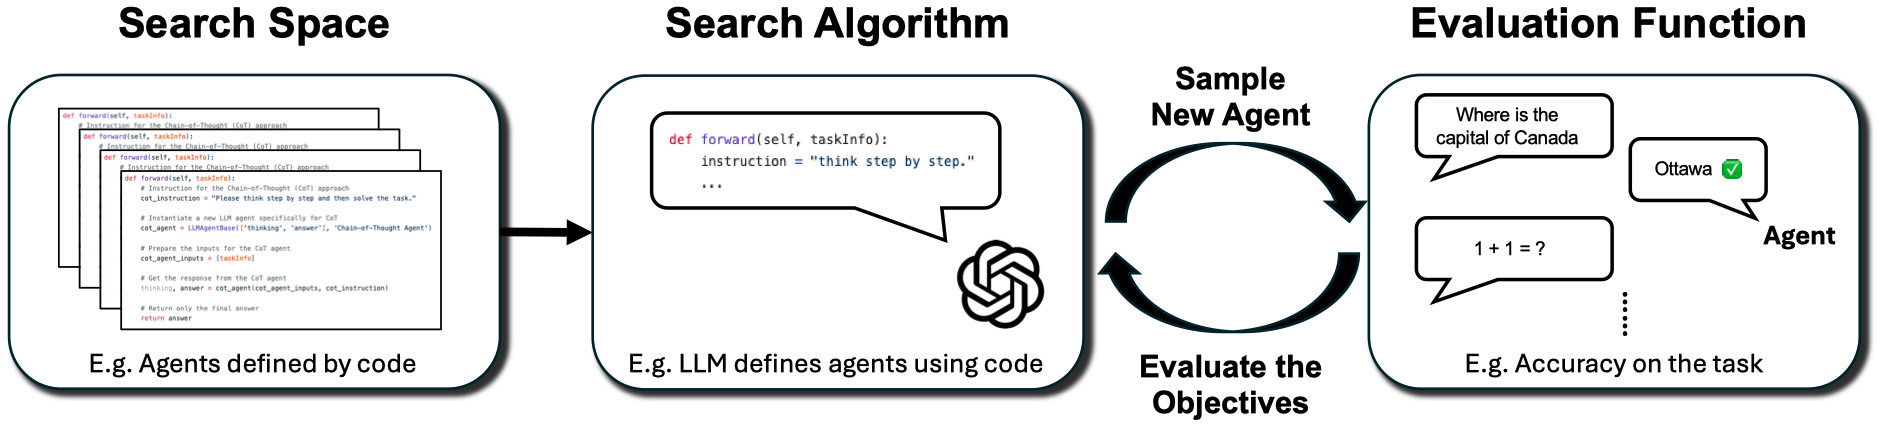 Search Space
def forward(self, taskInfo):
# Instruction for the Chain-of-Thought (CoT) approach
def forward(self, taskInfo):
# Instruction for the Chain-of-Thought (CoT) approach
def forward(self, taskInfo):
# Instruction for the Chain-of-Thought (CoT) approach
def forward(self, taskInfo):
# Instruction for the Chain-of-Thought (CoT) approach
cot_instruction = "Please think step by step and then solve the task."
# Instantiate a new LLM agent specifically for CoT
cot_agent = LLMAgentBase(['thinking', 'answer'], 'Chain-of-Thought Agent')
# Prepare the inputs for the CoT agent
cot_agent_inputs = [taskInfo]
# Get the response from the CoT agent
thinking, answer = cot_agent(cot_agent_inputs, cot_instruction)
# Return only the final answer
return answer
E.g. Agents defined by code
Search Algorithm
def forward(self, taskInfo):
instruction = "think step by step."
...
E.g. LLM defines agents using code
Sample
New Agent
Evaluate the
Objectives
Evaluation Function
Where is the
capital of Canada
Ottawa ✅
Agent
1 + 1 = ?
E.g. Accuracy on the task